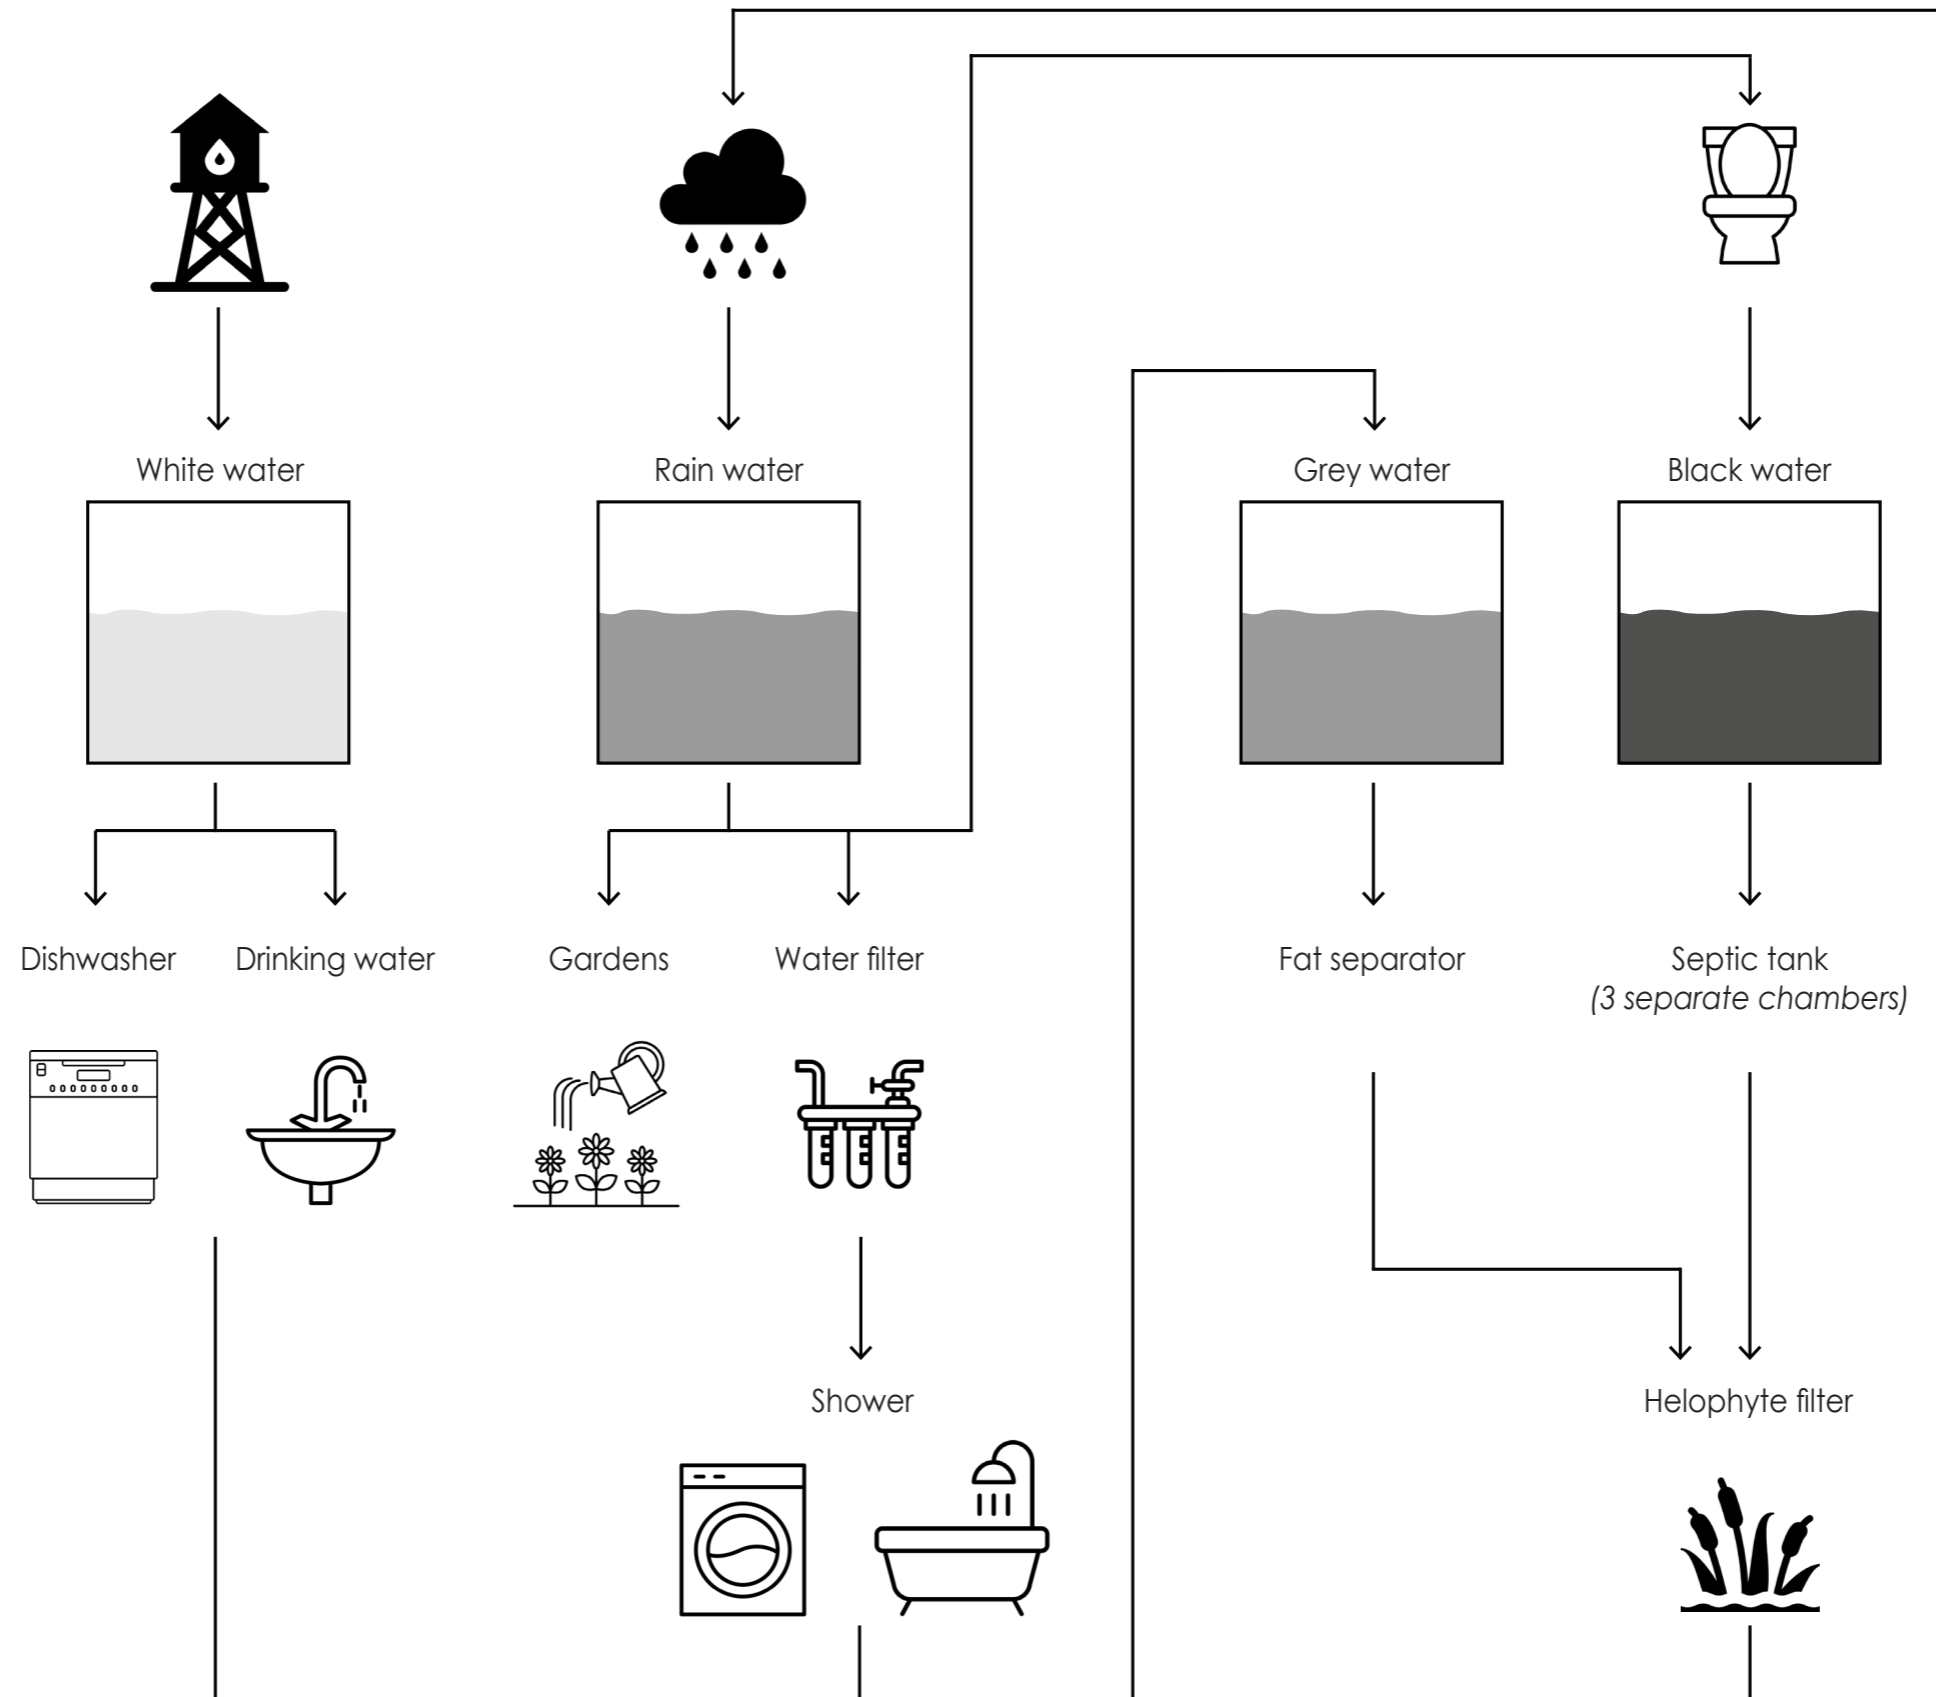 White water
Rain water
Grey water
Black water
Dishwasher
Drinking water
Gardens
Water filter
Fat separator
Septic tank
(3 separate chambers)
Shower
Helophyte filter